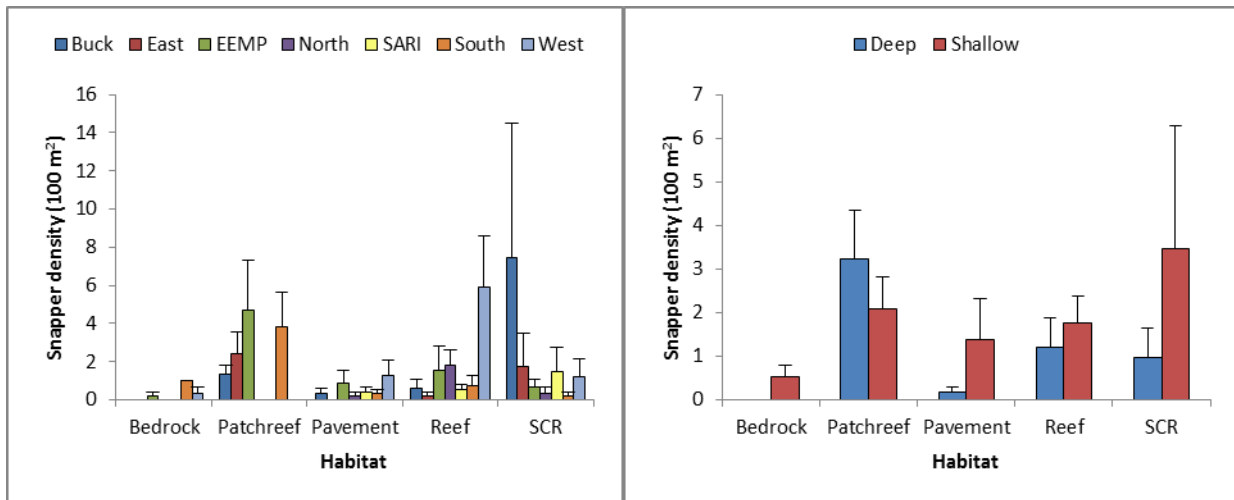 Buck East EEMP North SARI South West
16
14
12
10
8
6
4
2
0
Snapper density (100 m²)
Bedrock Patchreef Pavement Reef SCR
Habitat
Deep Shallow
7
6
5
4
3
2
1
0
Snapper density (100 m²)
Bedrock Patchreef Pavement Reef SCR
Habitat